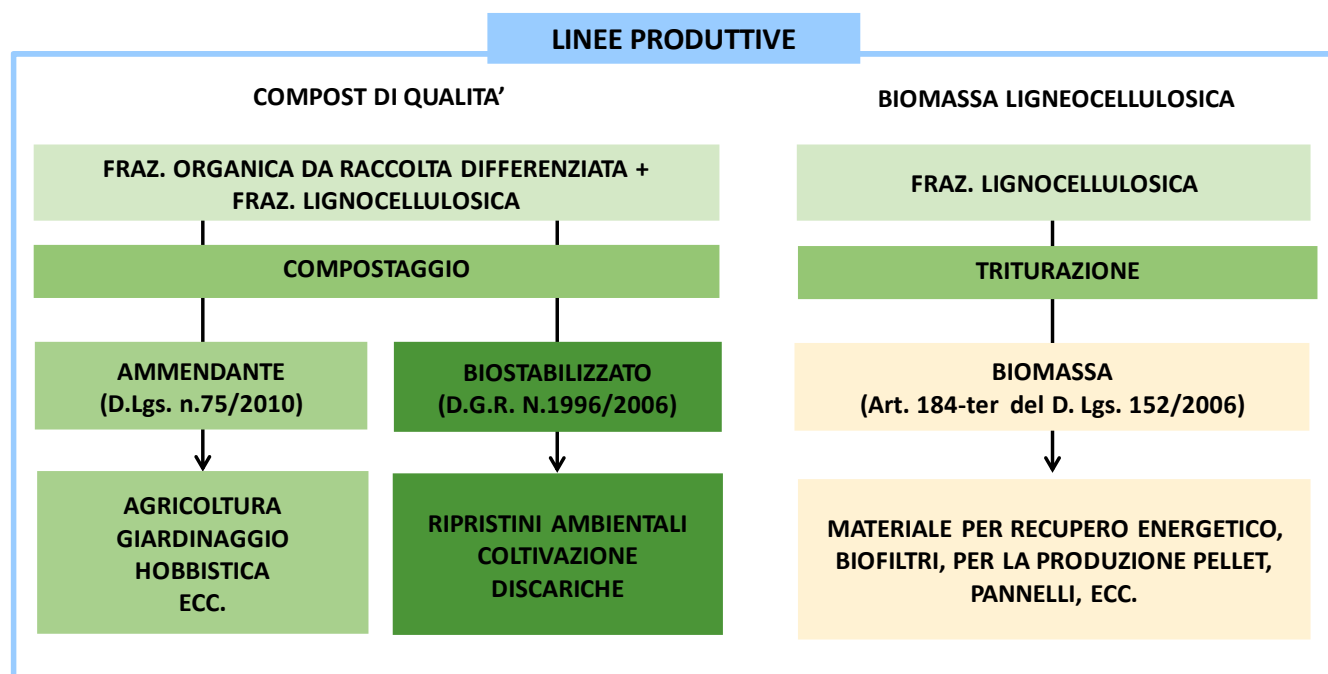 LINEE PRODUTTIVE
COMPOST DI QUALITA’
FRAZ. ORGANICA DA RACCOLTA DIFFERENZIATA +
FRAZ. LIGNOCELLULOSICA
COMPOSTAGGIO
AMMENDANTE
(D.Lgs. n.75/2010)
BIOSTABILIZZATO
(D.G.R. N.1996/2006)
AGRICOLTURA
GIARDINAGGIO
HOBBISTICA
ECC.
RIPRISTINI AMBIENTALI
COLTIVAZIONE
DISCARICHE
BIOMASSA LIGNEOCELLULOSICA
FRAZ. LIGNOCELLULOSICA
TRITURAZIONE
BIOMASSA
(Art. 184-ter del D. Lgs. 152/2006)
MATERIALE PER RECUPERO ENERGETICO,
BIOFILTRI, PER LA PRODUZIONE PELLET,
PANNELLI, ECC.